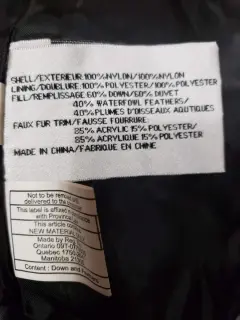 SHELL/EXTERIEUR:100%NYLON/100%NYLON
LINING/DOUBLURE:100% POLYESTER/100% POLYESTER
FILL/REMPLISSAGE 60% DOWN/60% DUVET
40% WATERFOWL FEATHERS/
40% PLUMES D'OISEAUX AQUTIQUES
FAUX FUR TRIM/FAUSSE FOURRURE:
85% ACRYLIC 15% POLYESTER/
85% ACRYLIQUE 15% POLYESTER
MADE IN CHINA/FABRIQUE EN CHINE
Not to be remov
delivered to the
This label is affixed
with Provincial
This article
NEW MATERIAL
Made by Reg
Ontario 09T-
Quebec
Manitoba
Content : Down and